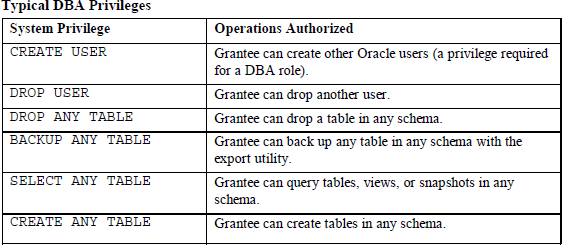 Typical DBA Privileges
System Privilege Operations Authorized
CREATE USER Grantee can create other Oracle users (a privilege required
for a DBA role).
DROP USER Grantee can drop another user.
DROP ANY TABLE Grantee can drop a table in any schema.
BACKUP ANY TABLE Grantee can back up any table in any schema with the
export utility.
SELECT ANY TABLE Grantee can query tables, views, or snapshots in any
schema.
CREATE ANY TABLE Grantee can create tables in any schema.